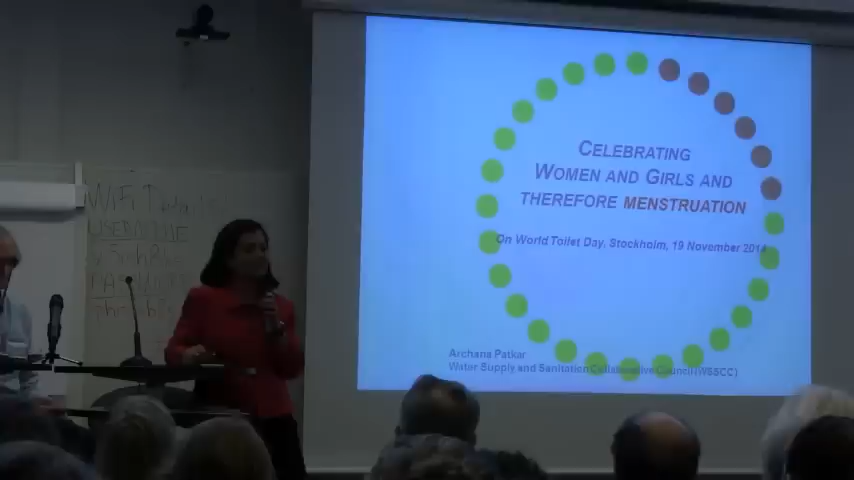 WiFi
CELEBRATING
WOMEN AND GIRLS AND
THEREFORE MENSTRUATION
On World Toilet Day, Stockholm, 19 November 2014
Archana Patkar
Water Supply and Sanitation Collaborative Council (WSSCC)